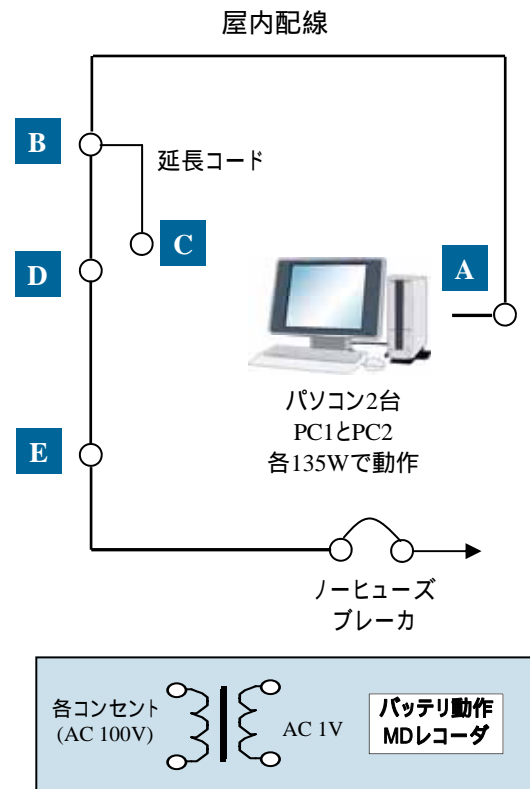 屋内配線
B
延長コード
C
D
A
パソコン2台
PC1とPC2
各135Wで動作
E
ノーヒューズ
ブレーカ
各コンセント
(AC 100V)
AC 1V
バッテリ動作
MDレコーダ